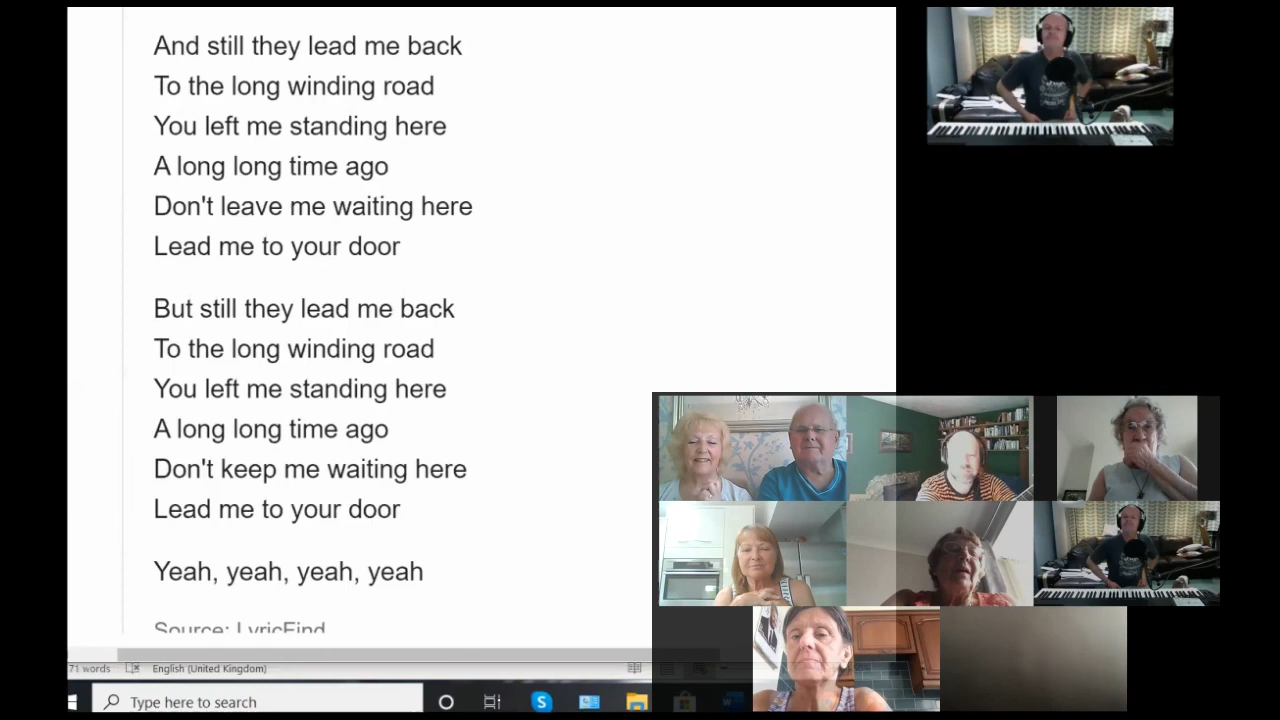 And still they lead me back
To the long winding road
You left me standing here
A long long time ago
Don't leave me waiting here
Lead me to your door
But still they lead me back
To the long winding road
You left me standing here
A long long time ago
Don't keep me waiting here
Lead me to your door
Yeah, yeah, yeah, yeah
Source: LyricFind
71 words English (United Kingdom)
Type here to search